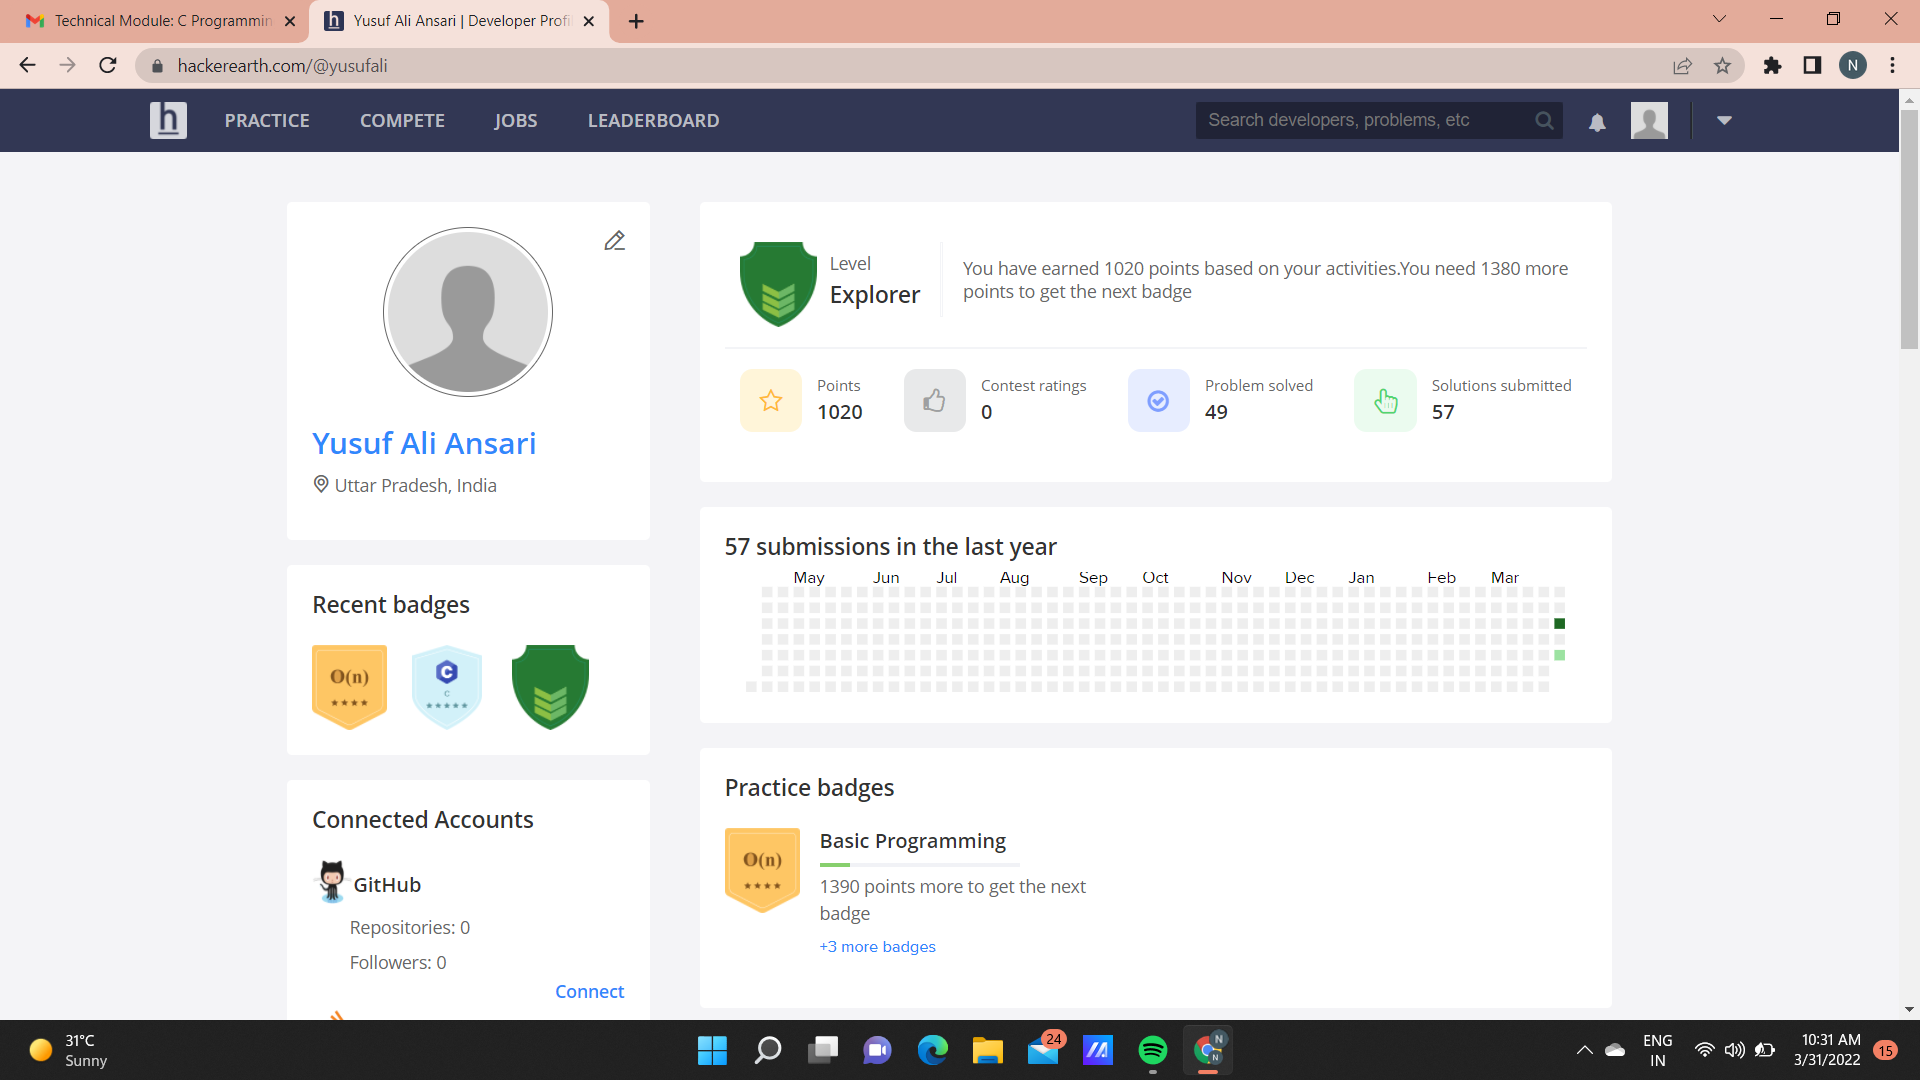 Technical Module: C Programmin
Yusuf Ali Ansari | Developer Profi
hackerearth.com/@yusufali
N
h
PRACTICE
COMPETE
JOBS
LEADERBOARD
Search developers, problems, etc
Level
Explorer
You have earned 1020 points based on your activities.You need 1380 more
points to get the next badge
Points
1020
Contest ratings
0
Problem solved
49
Solutions submitted
57
Yusuf Ali Ansari
Uttar Pradesh, India
57 submissions in the last year
May Jun Jul Aug Sep Oct Nov Dec Jan Feb Mar
Recent badges
O(n)
C
C
Practice badges
O(n)
Basic Programming
1390 points more to get the next
badge
+3 more badges
Connected Accounts
GitHub
Repositories: 0
Followers: 0
Connect
31°C
Sunny
24
N
N
ENG
IN
10:31 AM
3/31/2022
15